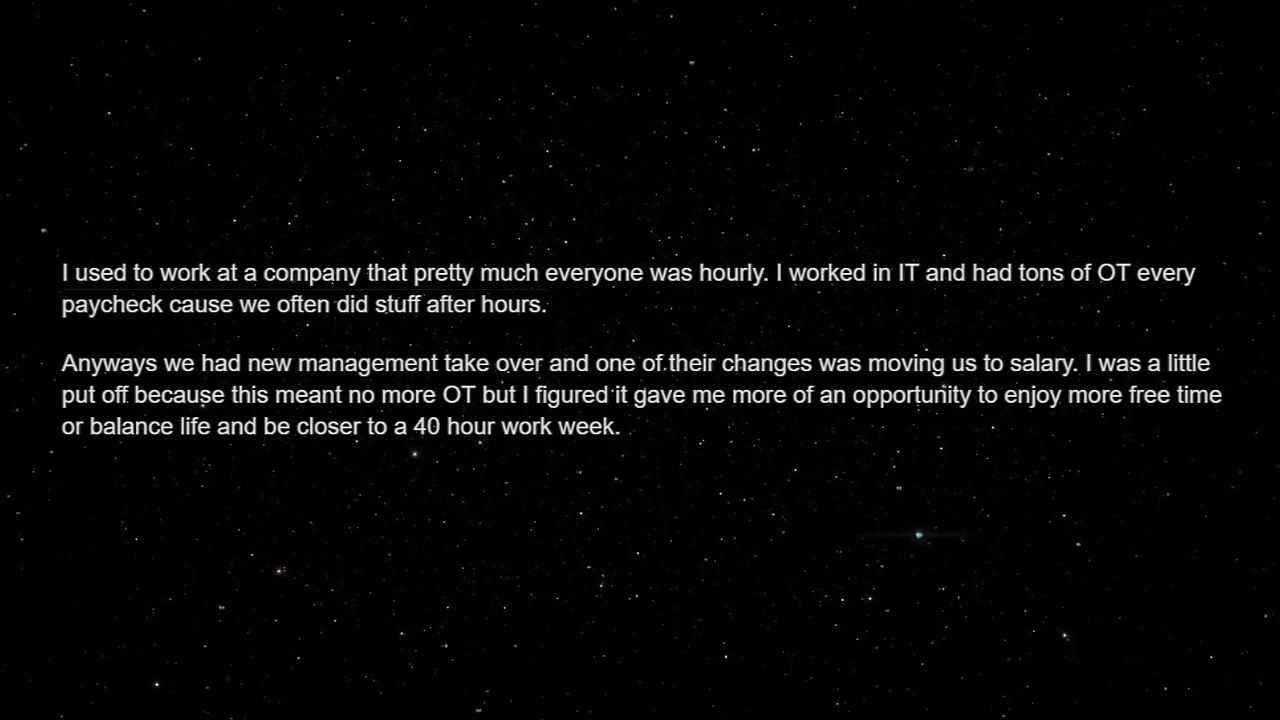 I used to work at a company that pretty much everyone was hourly. I worked in IT and had tons of OT every
paycheck cause we often did stuff after hours.
Anyways we had new management take over and one of their changes was moving us to salary. I was a little
put off because this meant no more OT but I figured it gave me more of an opportunity to enjoy more free time
or balance life and be closer to a 40 hour work week.